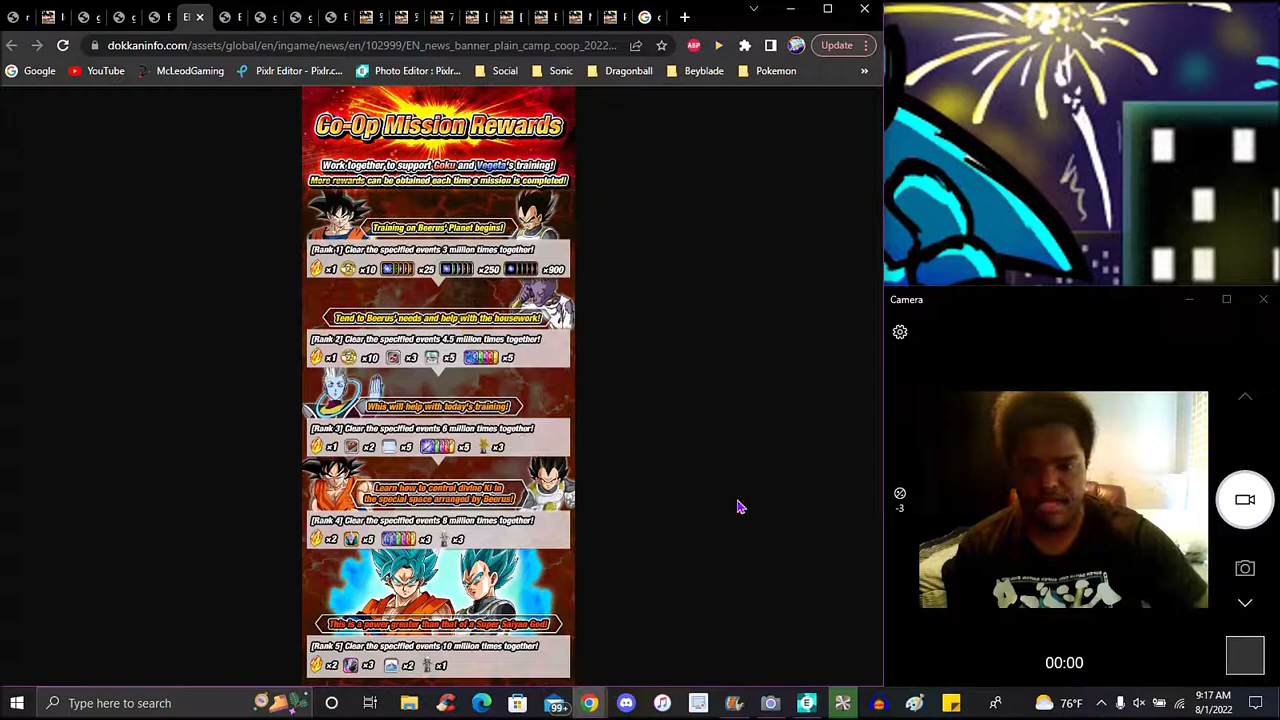 dokkaninfo.com/assets/global/en/ingame/news/en/102999/EN_news_banner_plain_camp_coop_2022...
ABP
Update
Google
YouTube
McLeodGaming
Pixlr Editor - Pixlr.c...
Photo Editor : Pixlr...
Social
Sonic
Dragonball
Beyblade
Pokemon
»
Co-Op Mission Rewards
Work together to support Goku and Vegeta's training!
More rewards can be obtained each time a mission is completed!
Training on Beerus' Planet begins!
[Rank 1] Clear the specified events 3 million times together!
×1 ×10 ×25 ×250 ×900
Tend to Beerus' needs and help with the housework!
[Rank 2] Clear the specified events 4.5 million times together!
×1 ×10 ×3 ×5 ×5
Whis will help with today's training!
[Rank 3] Clear the specified events 6 million times together!
×1 ×2 ×5 ×5 ×3
Learn how to control divine Ki in
the special space arranged by Beerus!
[Rank 4] Clear the specified events 8 million times together!
×2 ×5 ×3 ×3
This is a power greater than that of a Super Saiyan God!
[Rank 5] Clear the specified events 10 million times together!
×2 ×3 ×2 ×1
Camera
-3
00:00
Type here to search
99+
76°F
9:17 AM
8/1/2022